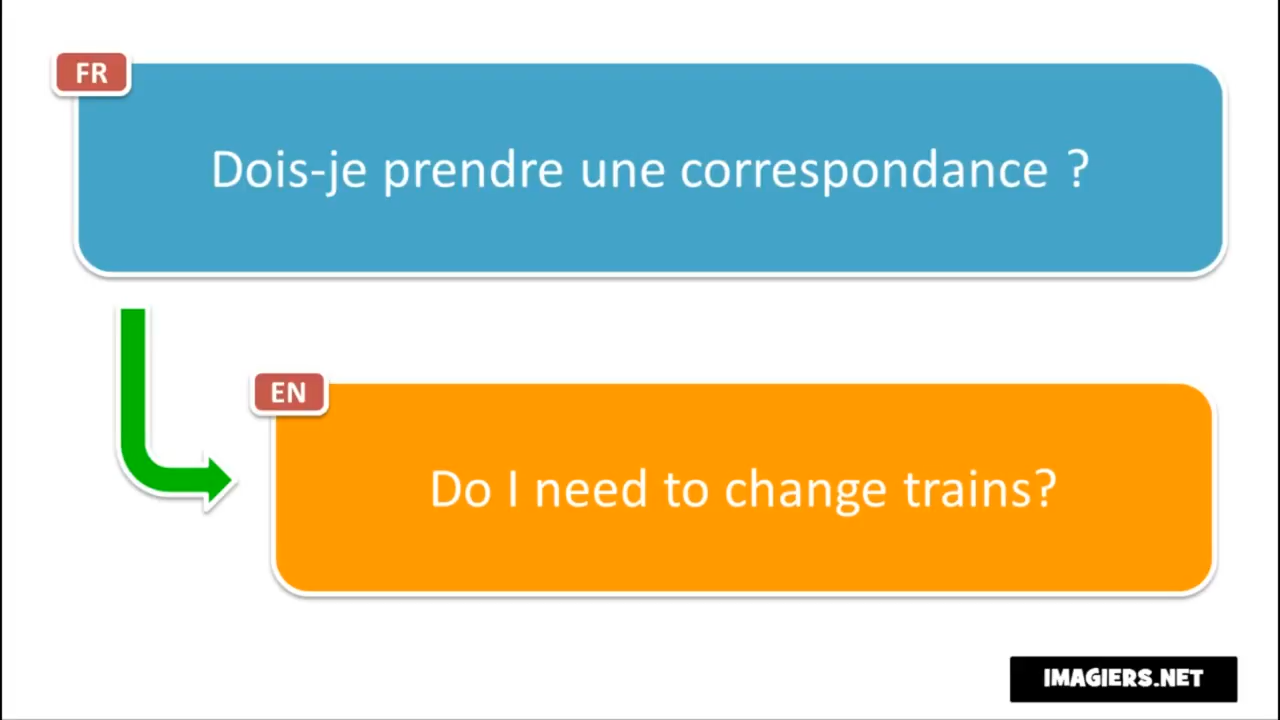 FR
Dois-je prendre une correspondance ?
EN
Do I need to change trains?
IMAGIERS.NET